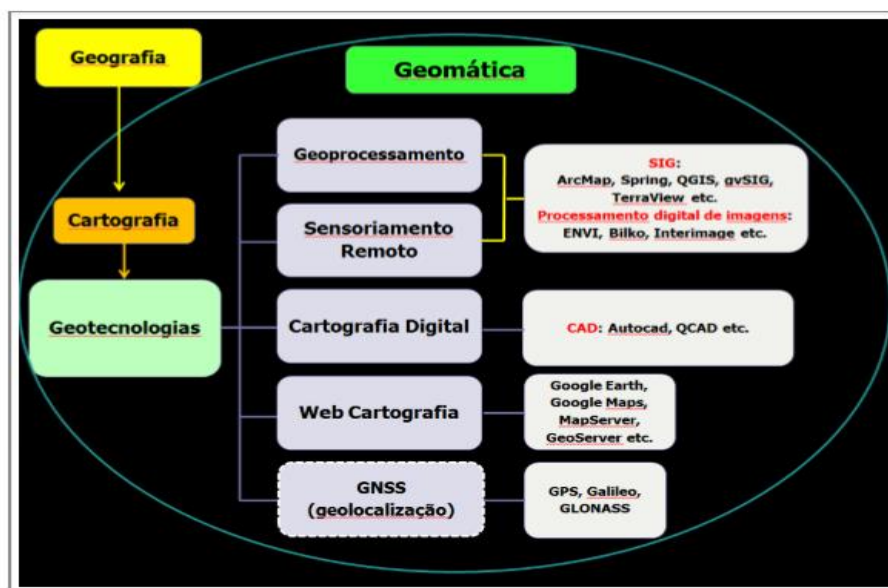 Geografia
Geomática
Geoprocessamento
SIG:
ArcMap, Spring, QGIS, gvSIG,
TerraView etc.
Processamento digital de imagens:
ENVI, Bilko, Interimage etc.
Cartografia
Sensoriamento
Remoto
Geotecnologias
Cartografia Digital
CAD: Autocad, QCAD etc.
Web Cartografia
Google Earth,
Google Maps,
MapServer,
GeoServer etc.
GNSS
(geolocalização)
GPS, Galileo,
GLONASS